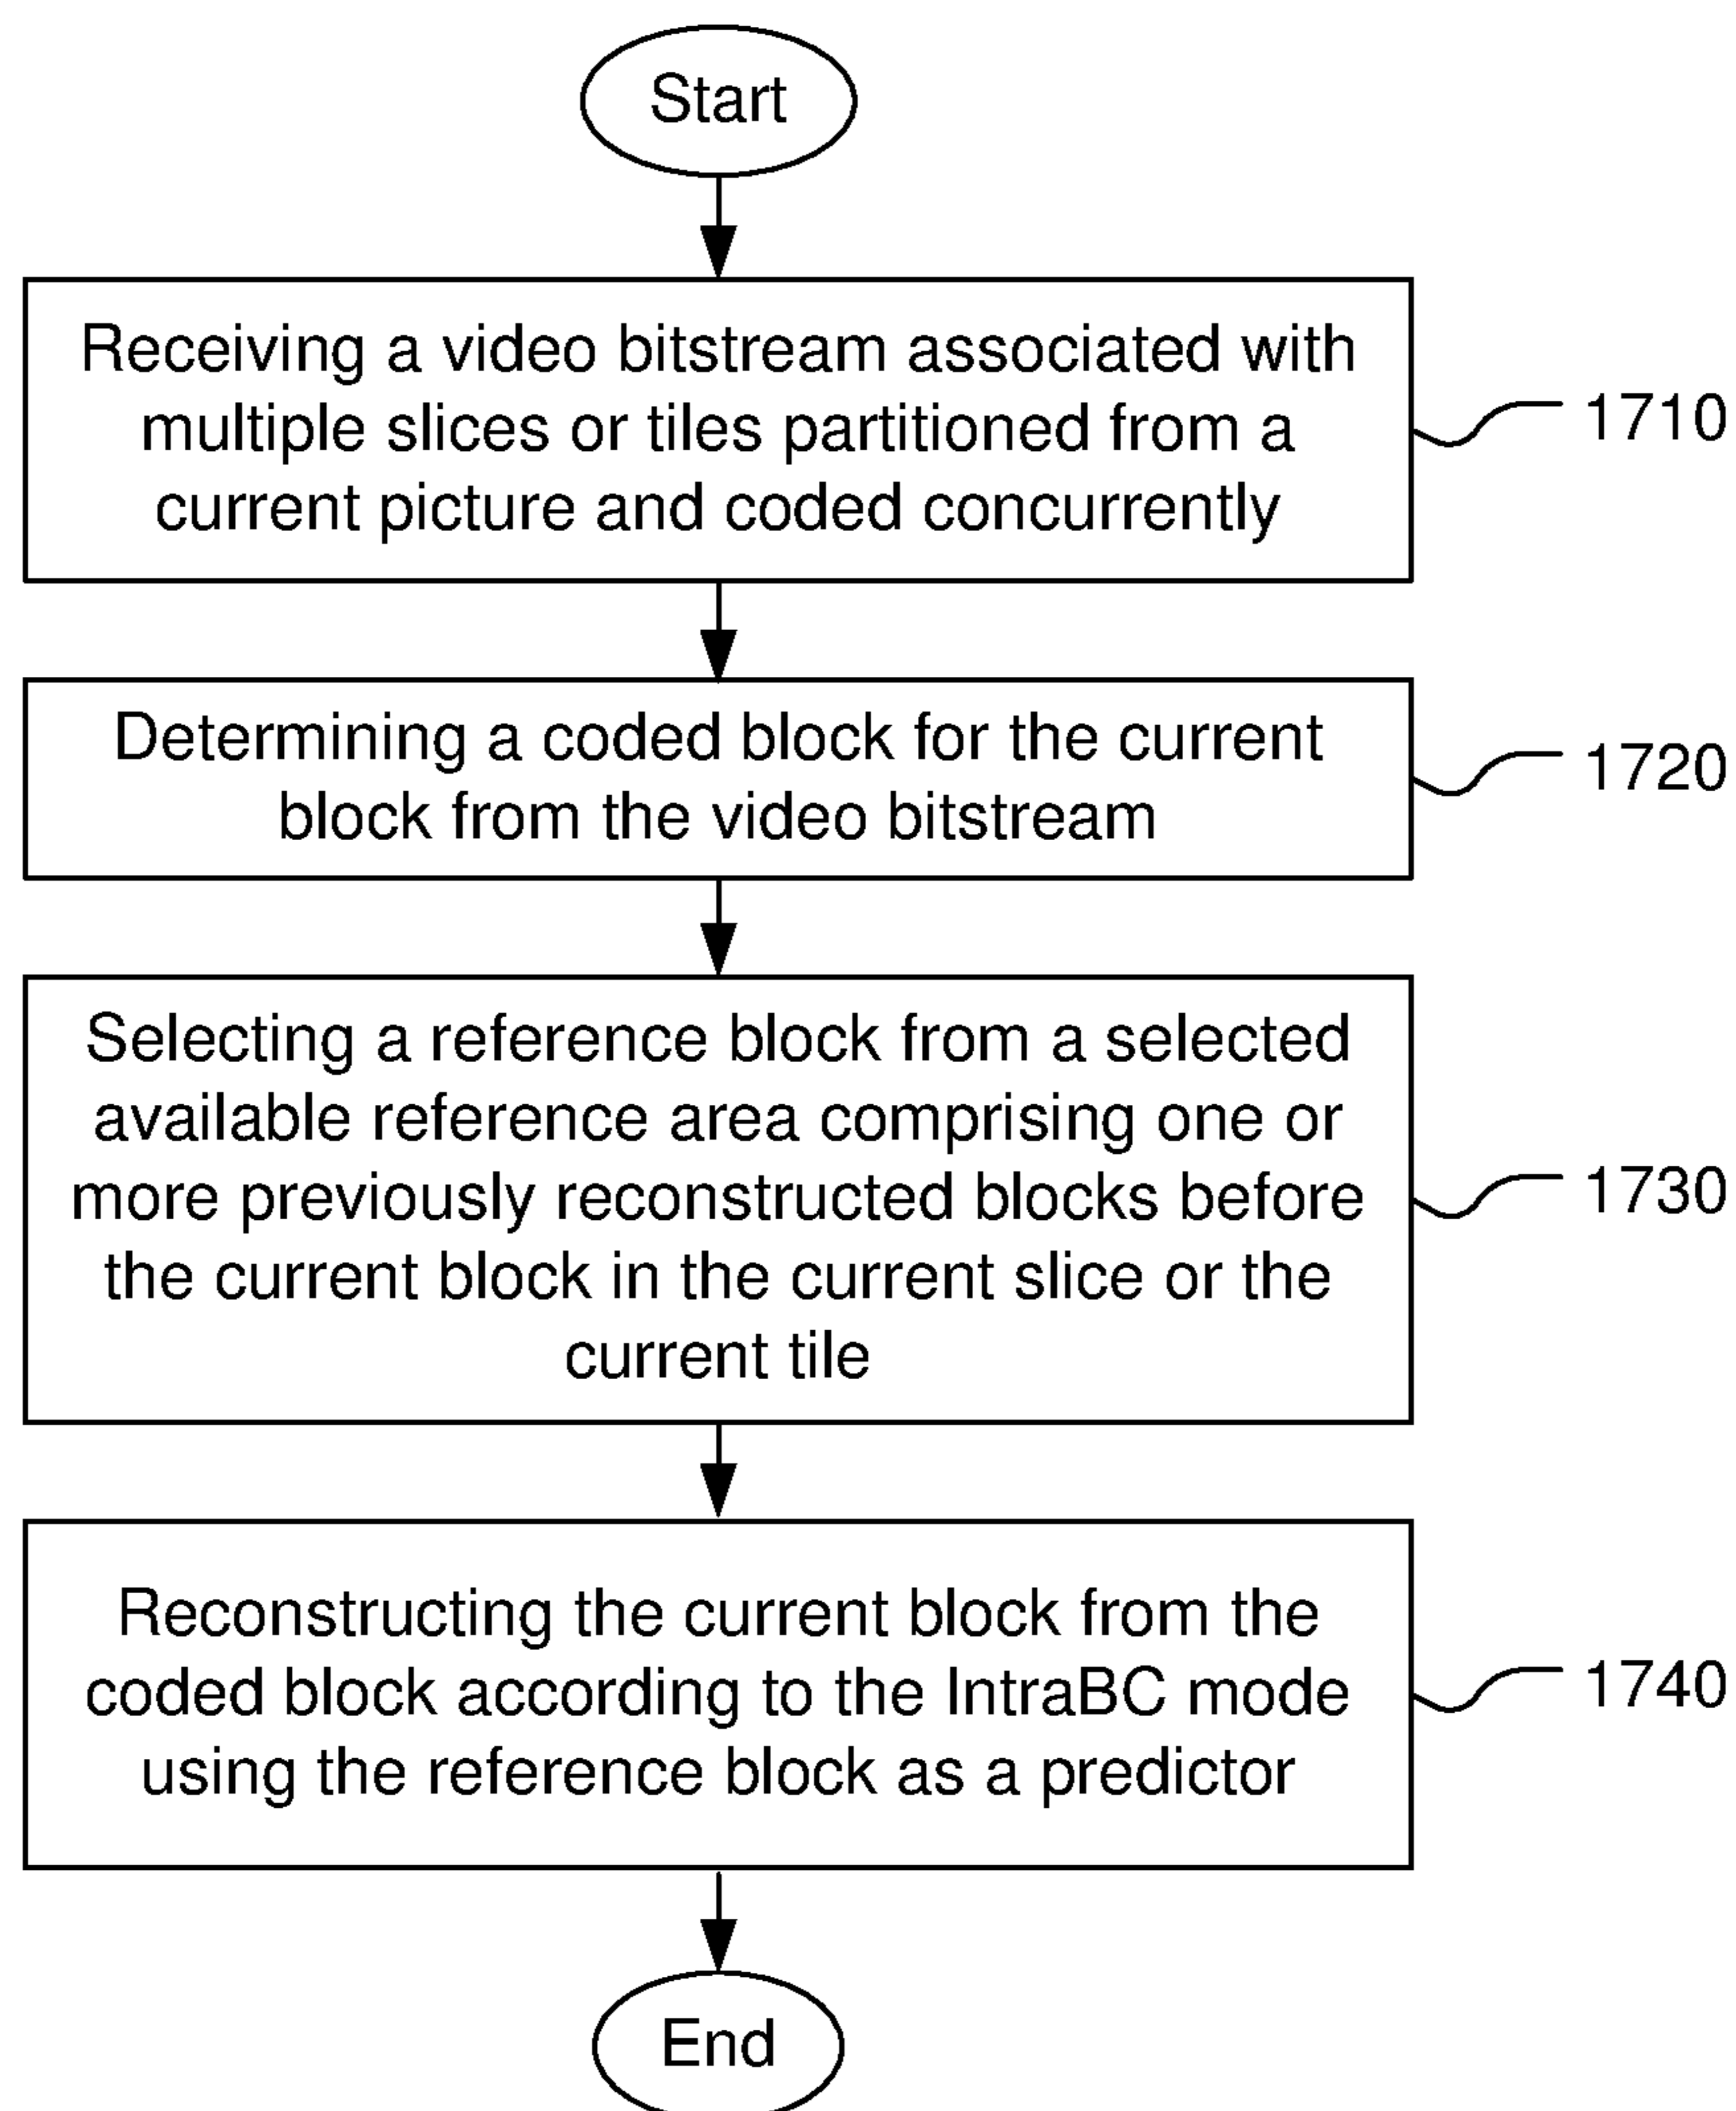 Start
Receiving a video bitstream associated with
multiple slices or tiles partitioned from a
current picture and coded concurrently
1710
Determining a coded block for the current
block from the video bitstream
1720
Selecting a reference block from a selected
available reference area comprising one or
more previously reconstructed blocks before
the current block in the current slice or the
current tile
1730
Reconstructing the current block from the
coded block according to the IntraBC mode
using the reference block as a predictor
1740
End